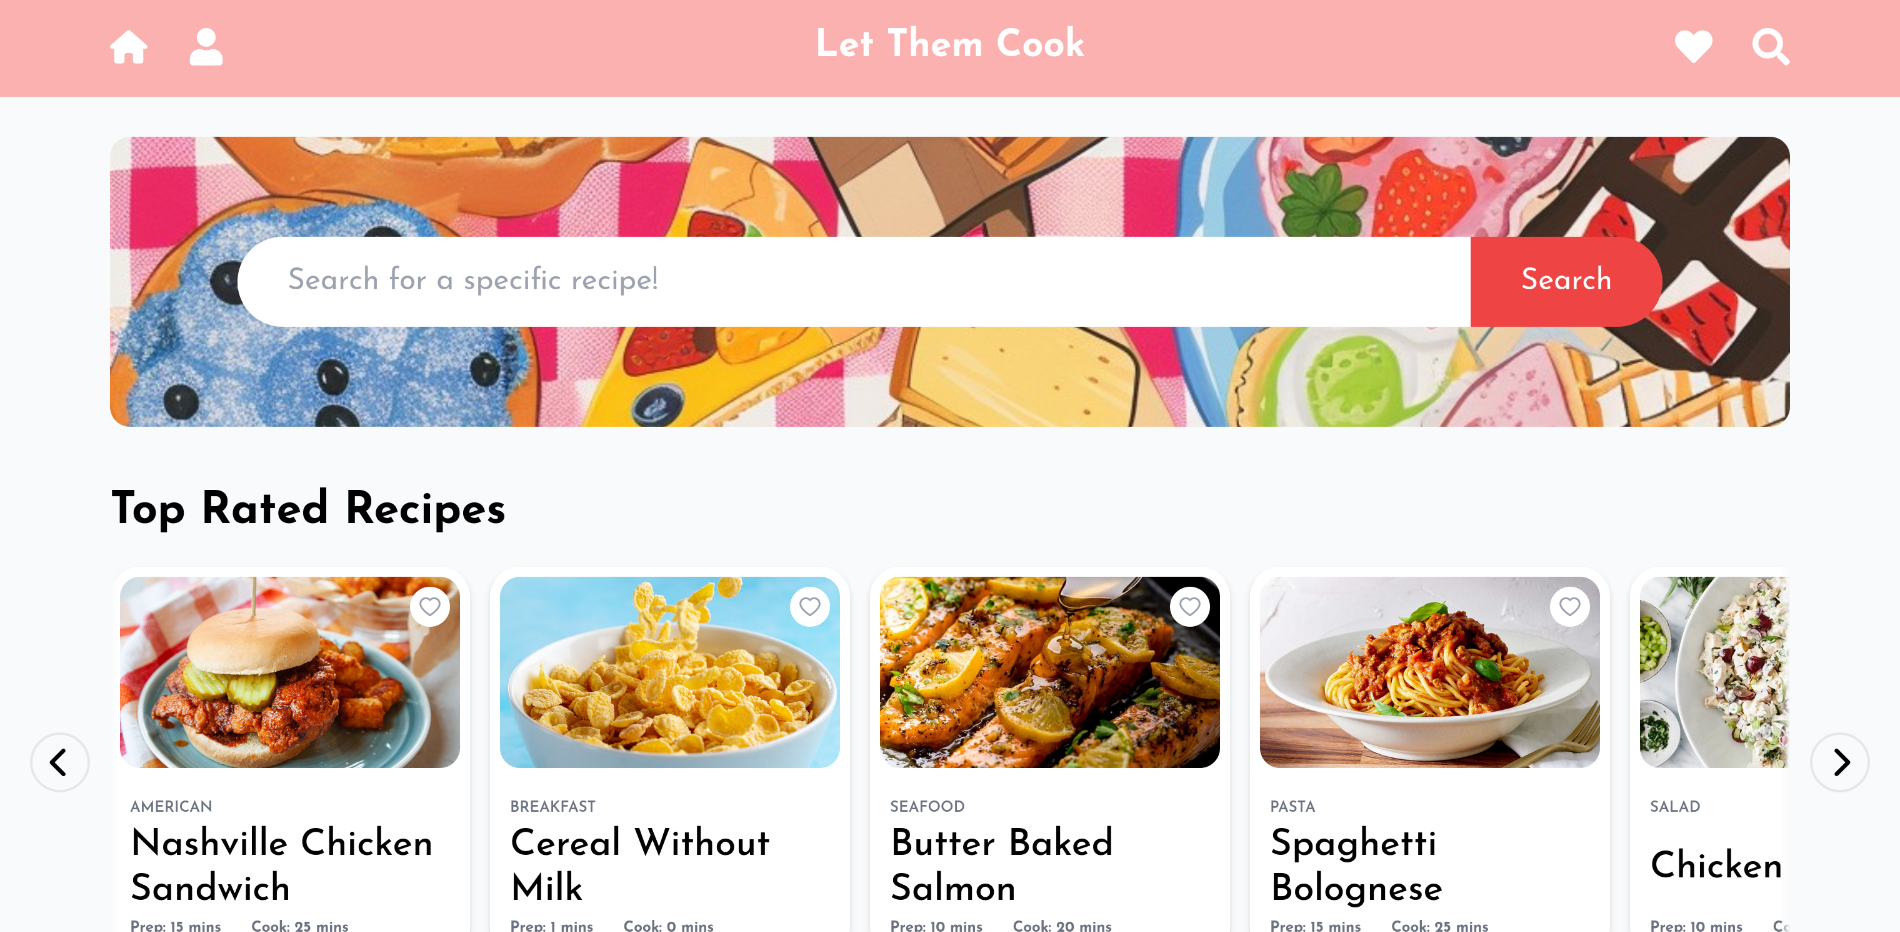 Let Them Cook
Search for a specific recipe!
Search
Top Rated Recipes
AMERICAN
Nashville Chicken
Sandwich
Prep: 15 mins Cook: 25 mins
BREAKFAST
Cereal Without
Milk
Prep: 1 mins Cook: 0 mins
SEAFOOD
Butter Baked
Salmon
Prep: 10 mins Cook: 20 mins
PASTA
Spaghetti
Bolognese
Prep: 15 mins Cook: 25 mins
SALAD
Chicken
Prep: 10 mins